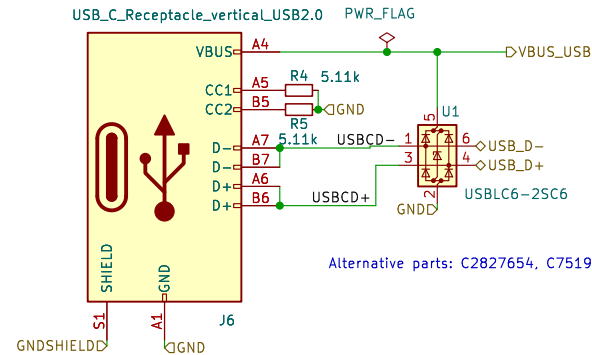 USB_C_Receptacle_vertical_USB2.0
PWR_FLAG
VBUS A4
VBUS_USB
CC1 A5 R4 5.11k
CC2 B5 GND
R5
5.11k
U1
5
D- A7 USBCD- 1 6 USB_D-
D- B7 3 4 USB_D+
D+ A6
D+ B6 USBCD+
2
USBLC6-2SC6
GND
SHIELD
GND
Alternative parts: C2827654, C7519
S1
A1
J6
GNDSHIELD
GND